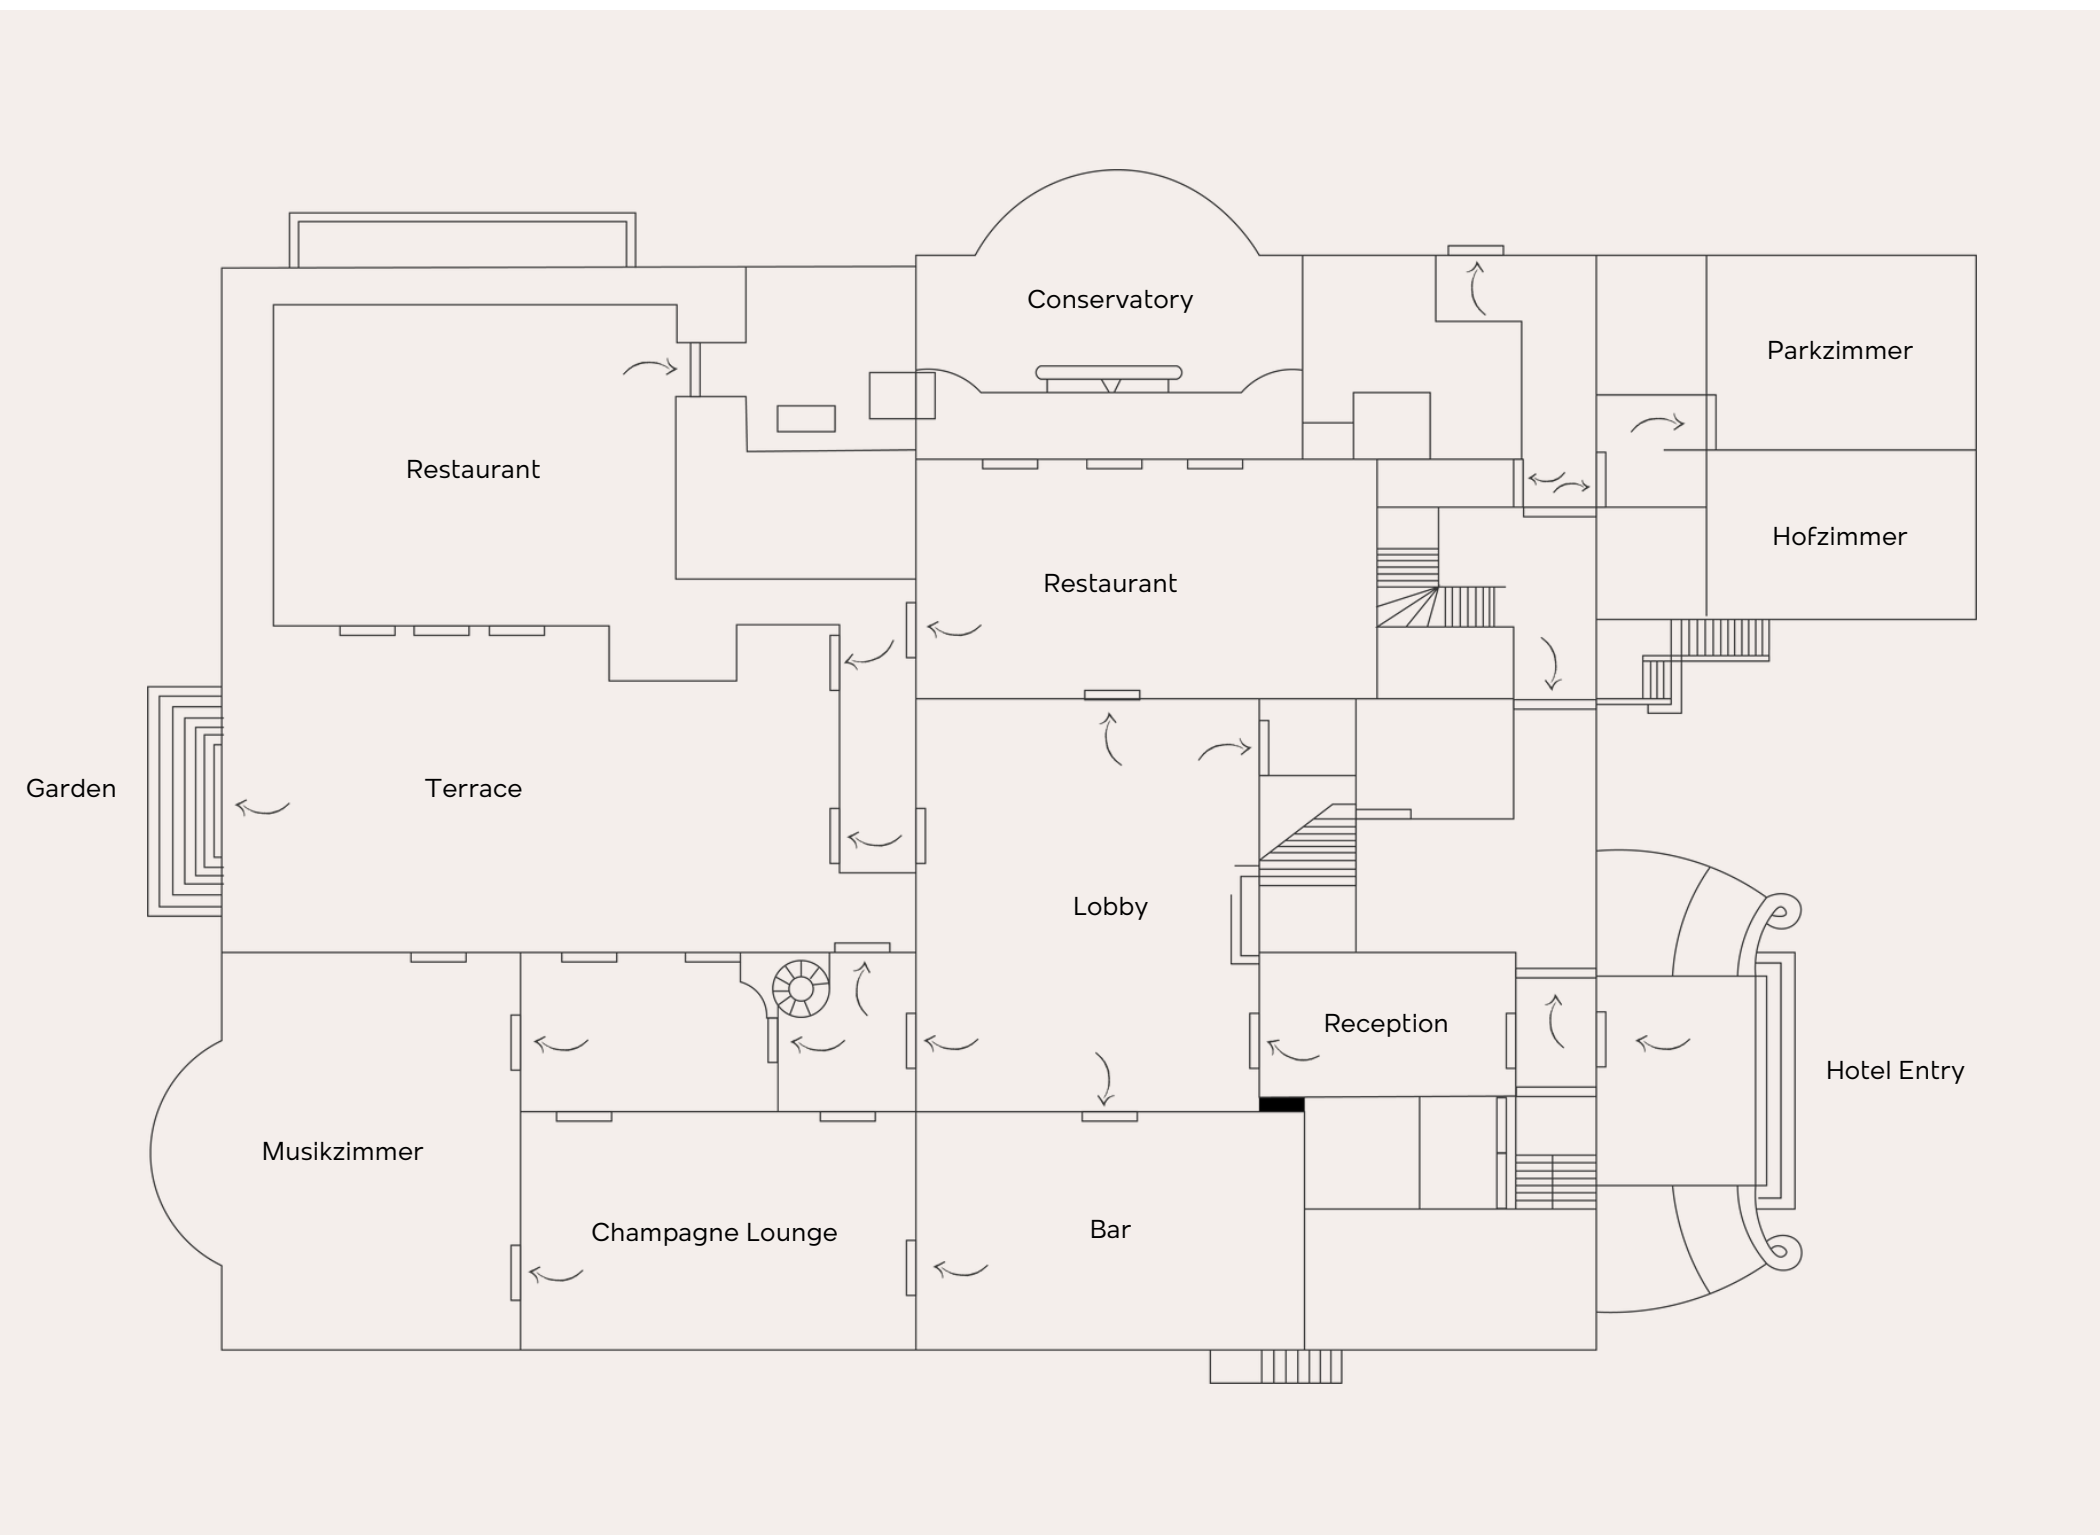 Conservatory
Parkzimmer
Restaurant
Hofzimmer
Restaurant
Garden
Terrace
Lobby
Reception
Hotel Entry
Musikzimmer
Champagne Lounge
Bar